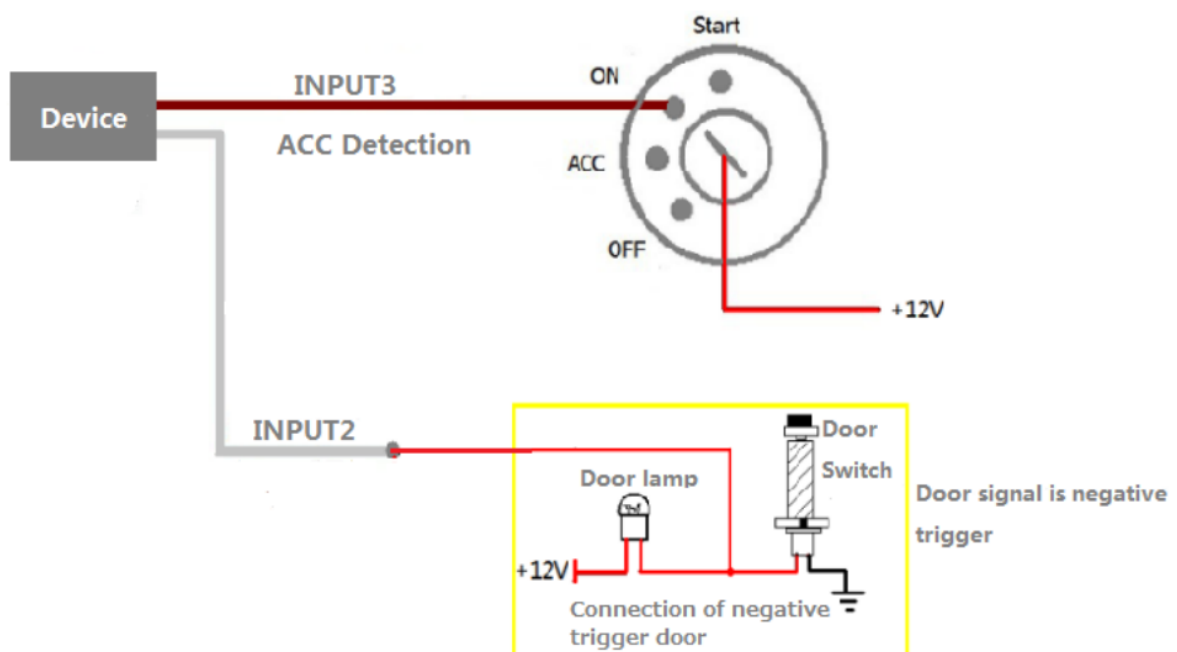 Start
ON
INPUT3
Device
ACC Detection
ACC
OFF
+12V
INPUT2
Door
Switch
Door lamp
Door signal is negative
trigger
+12V
Connection of negative
trigger door